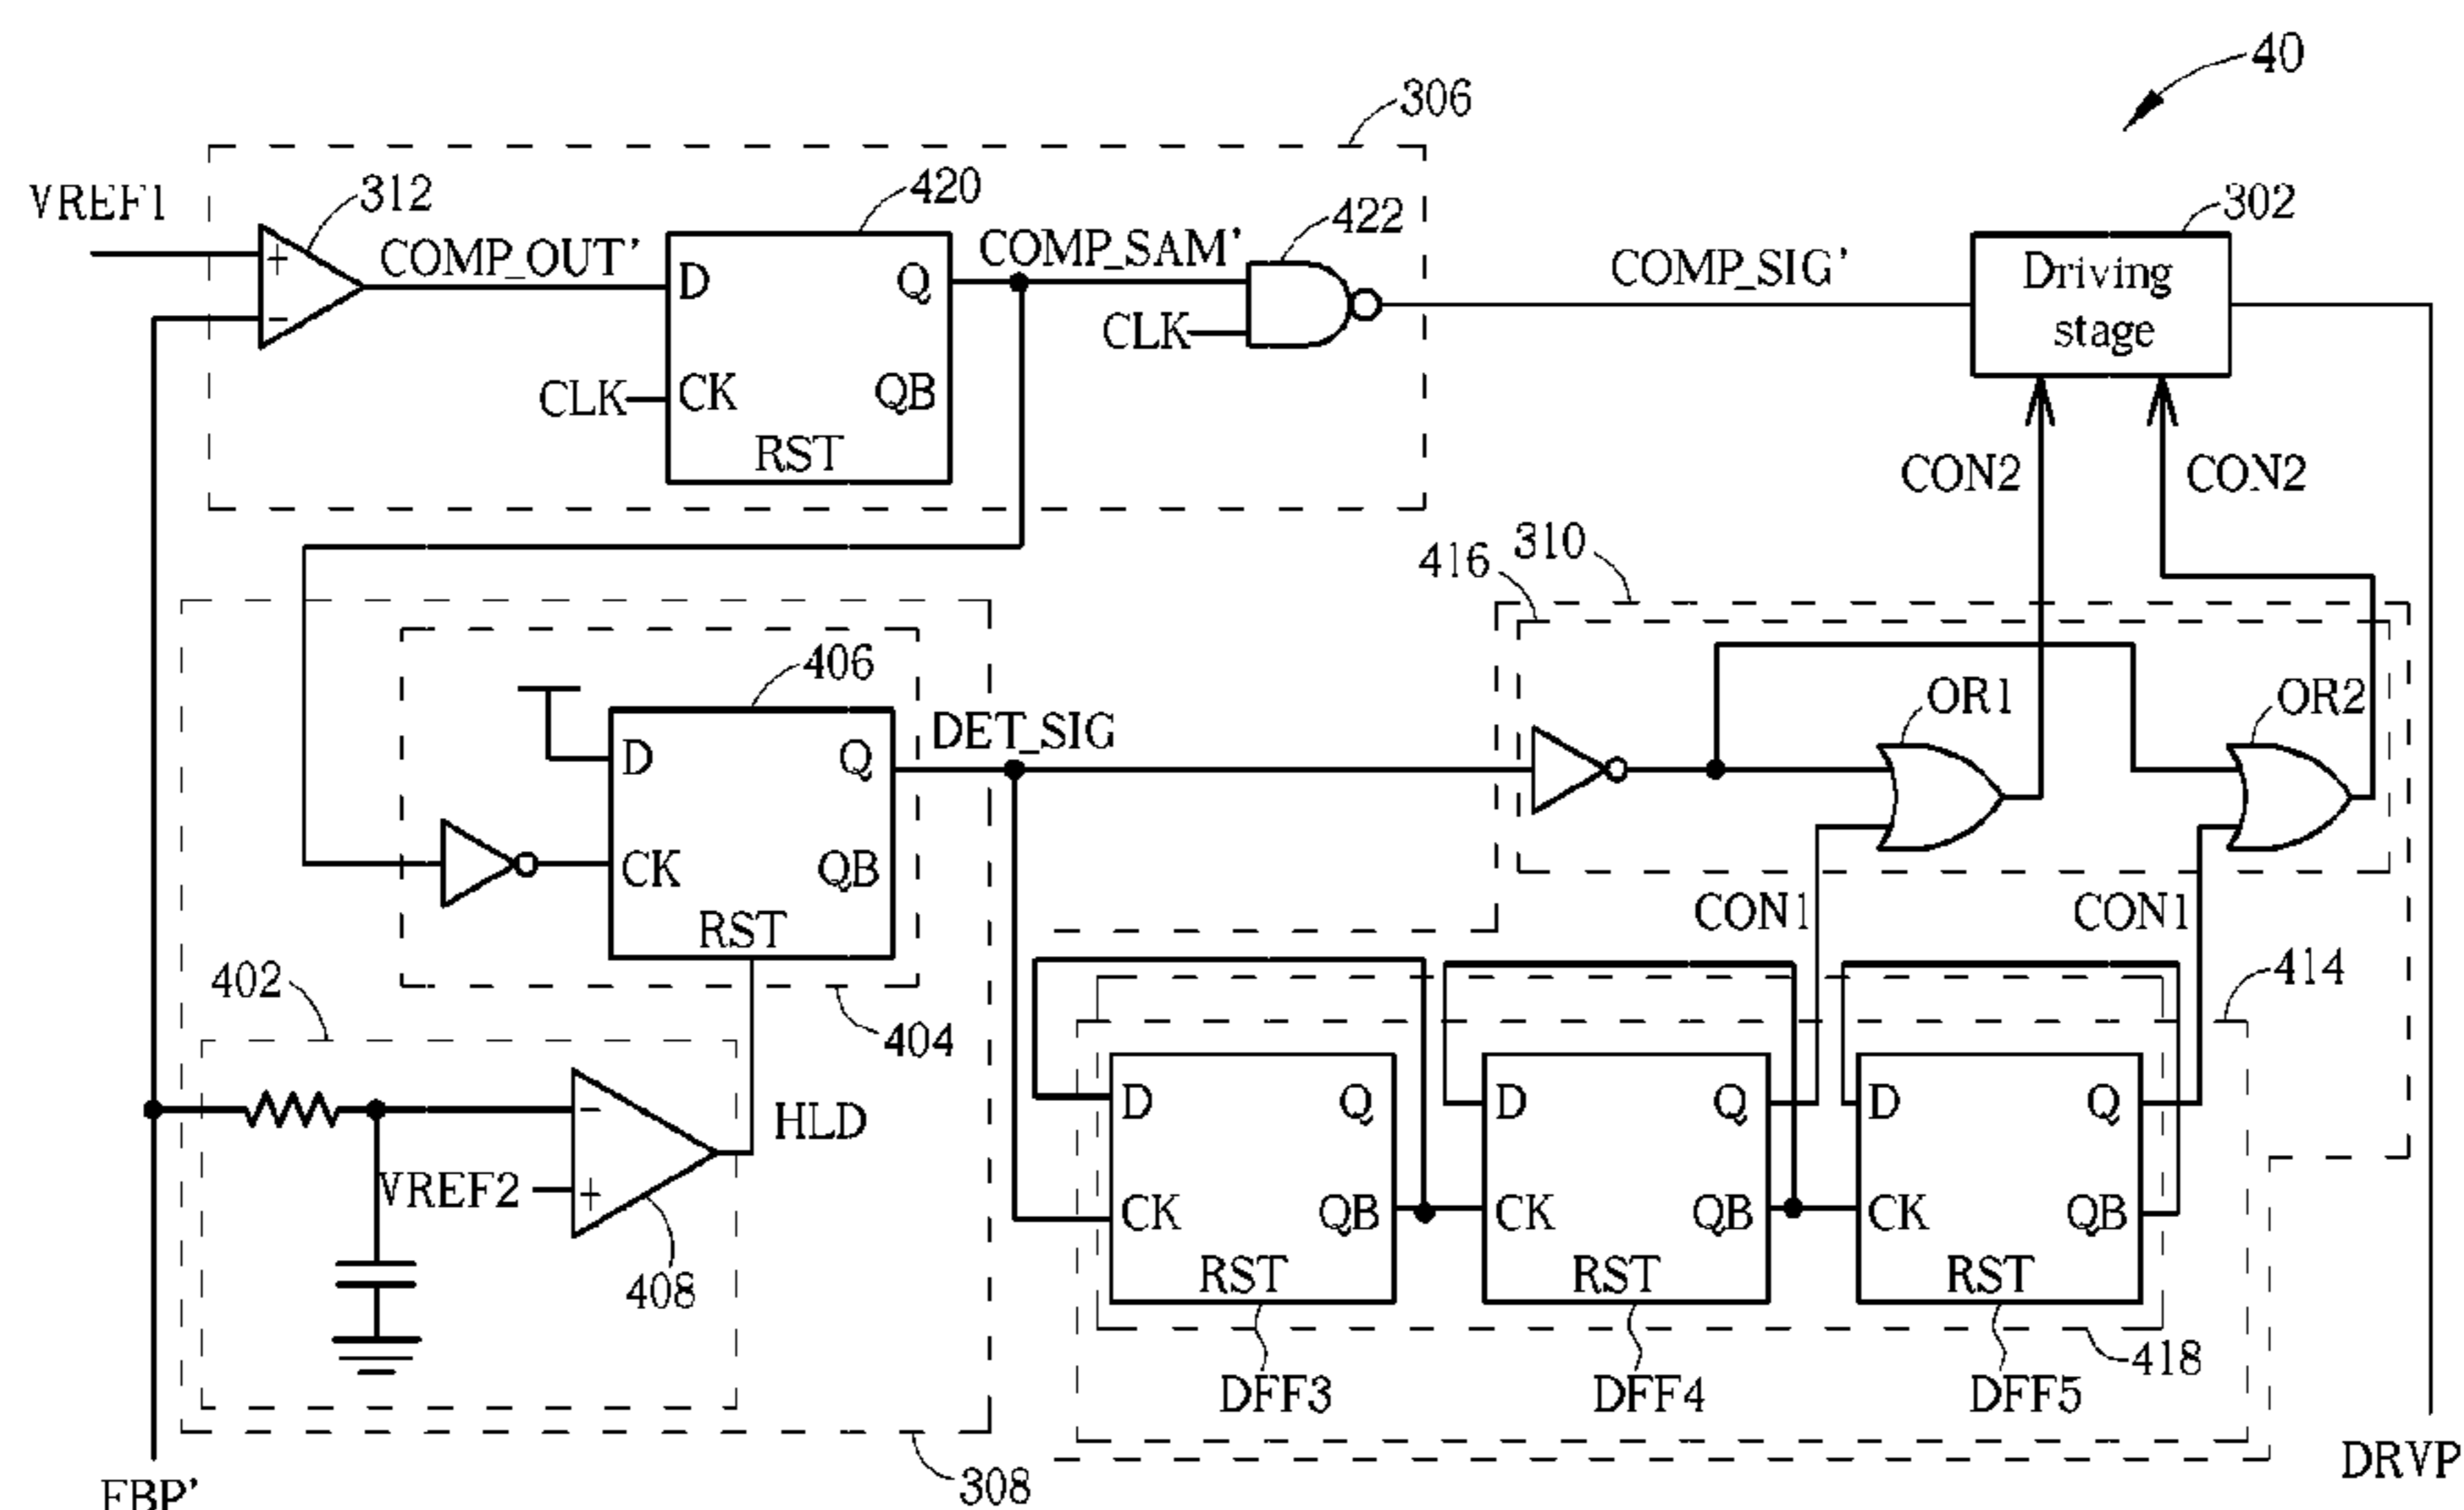 40
306
VREF1
312
420
422
302
COMP_OUT'
COMP_SAM'
COMP_SIG'
+
−
D
Q
CLK
CK
QB
RST
CLK
Driving
stage
CON2
CON2
416
310
406
DET_SIG
OR1
OR2
D
Q
CK
QB
RST
CON1
CON1
402
404
414
HLD
−
VREF2
+
408
D
Q
CK
QB
RST
D
Q
CK
QB
RST
D
Q
CK
QB
RST
DFF3
DFF4
DFF5
418
308
FBP'
DRVP